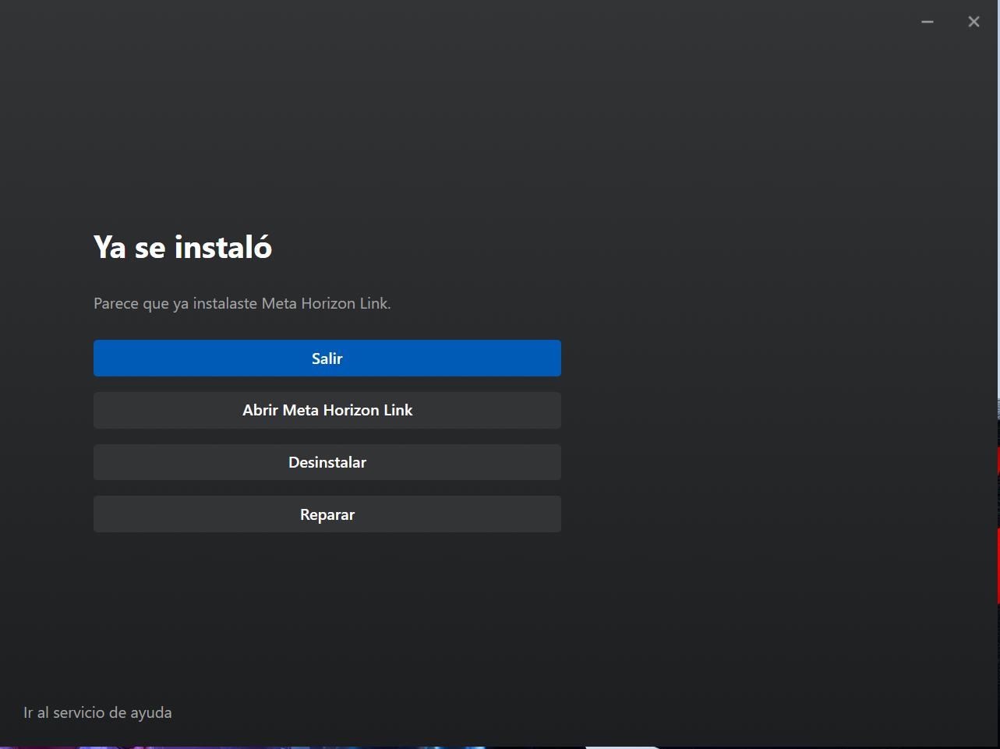 Ya se instaló
Parece que ya instalaste Meta Horizon Link.
Salir
Abrir Meta Horizon Link
Desinstalar
Reparar
Ir al servicio de ayuda